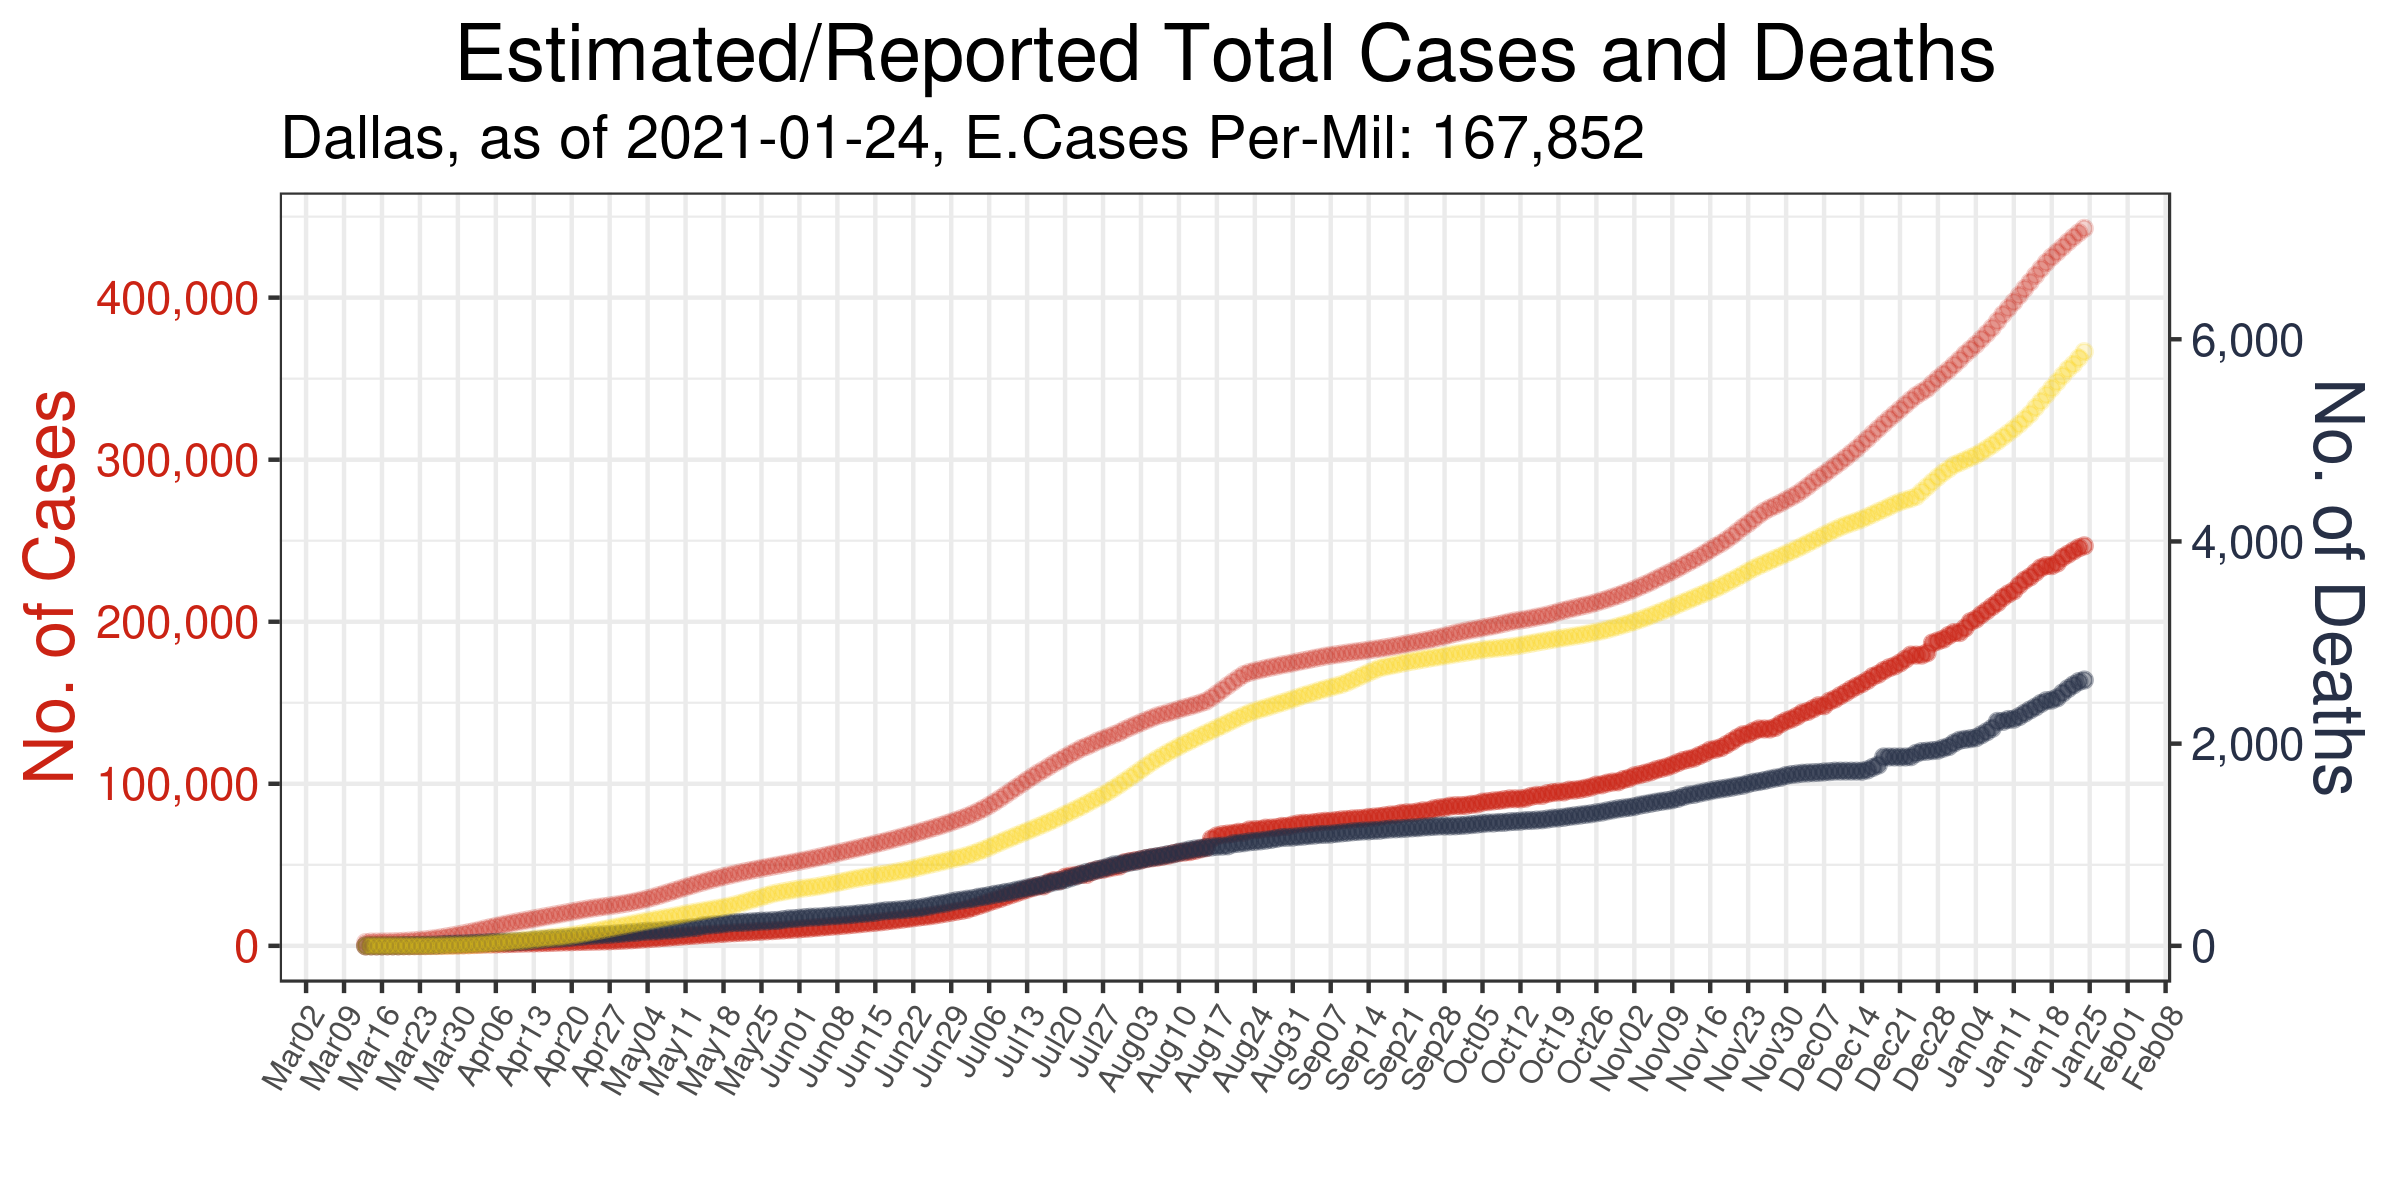 Estimated/Reported Total Cases and Deaths
Dallas, as of 2021-01-24, E.Cases Per-Mil: 167,852
No. of Cases
400,000
300,000
200,000
100,000
0
6,000
4,000
2,000
0
No. of Deaths
Mar02
Mar09
Mar16
Mar23
Mar30
Apr06
Apr13
Apr20
Apr27
May04
May11
May18
May25
Jun01
Jun08
Jun15
Jun22
Jun29
Jul06
Jul13
Jul20
Jul27
Aug03
Aug10
Aug17
Aug24
Aug31
Sep07
Sep14
Sep21
Sep28
Oct05
Oct12
Oct19
Oct26
Nov02
Nov09
Nov16
Nov23
Nov30
Dec07
Dec14
Dec21
Dec28
Jan04
Jan11
Jan18
Jan25
Feb01
Feb08